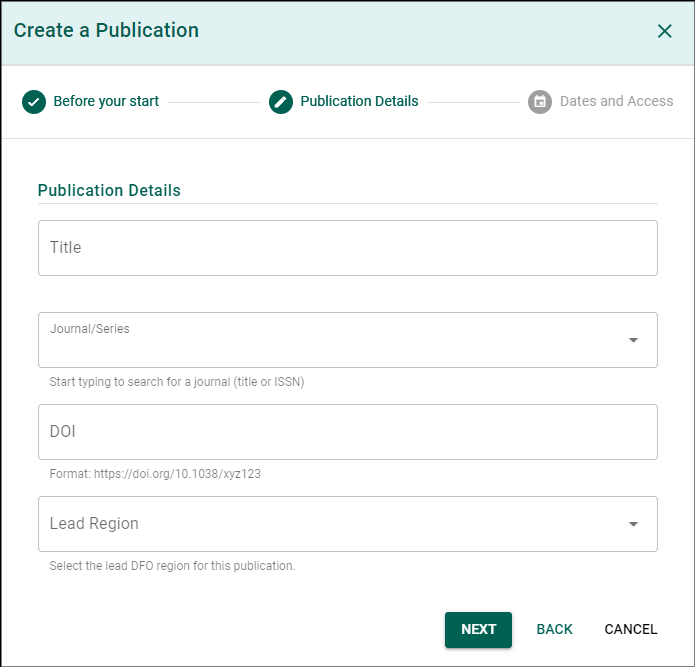 Create a Publication
Before your start
Publication Details
Dates and Access
Publication Details
Title
Journal/Series
Start typing to search for a journal (title or ISSN)
DOI
Format: https://doi.org/10.1038/xyz123
Lead Region
Select the lead DFO region for this publication.
NEXT
BACK
CANCEL